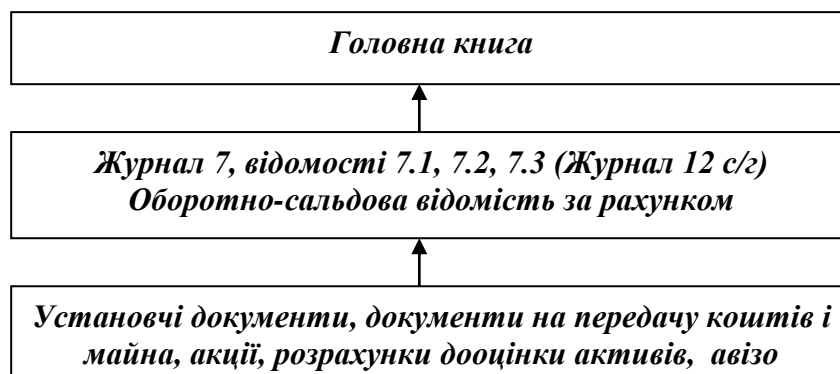 Головна книга
Журнал 7, відомості 7.1, 7.2, 7.3 (Журнал 12 с/г)
Оборотно-сальдова відомість за рахунком
Установчі документи, документи на передачу коштів і
майна, акції, розрахунки дооцінки активів, авізо